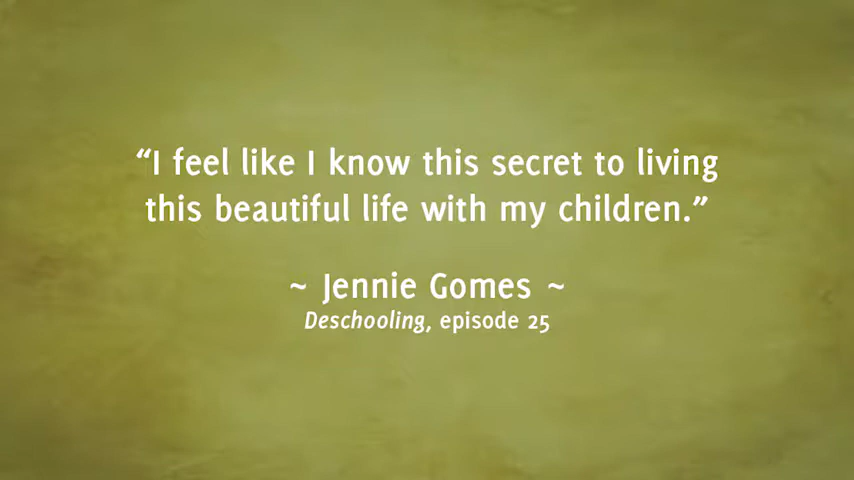 “I feel like I know this secret to living
this beautiful life with my children.”
~ Jennie Gomes ~
Deschooling, episode 25